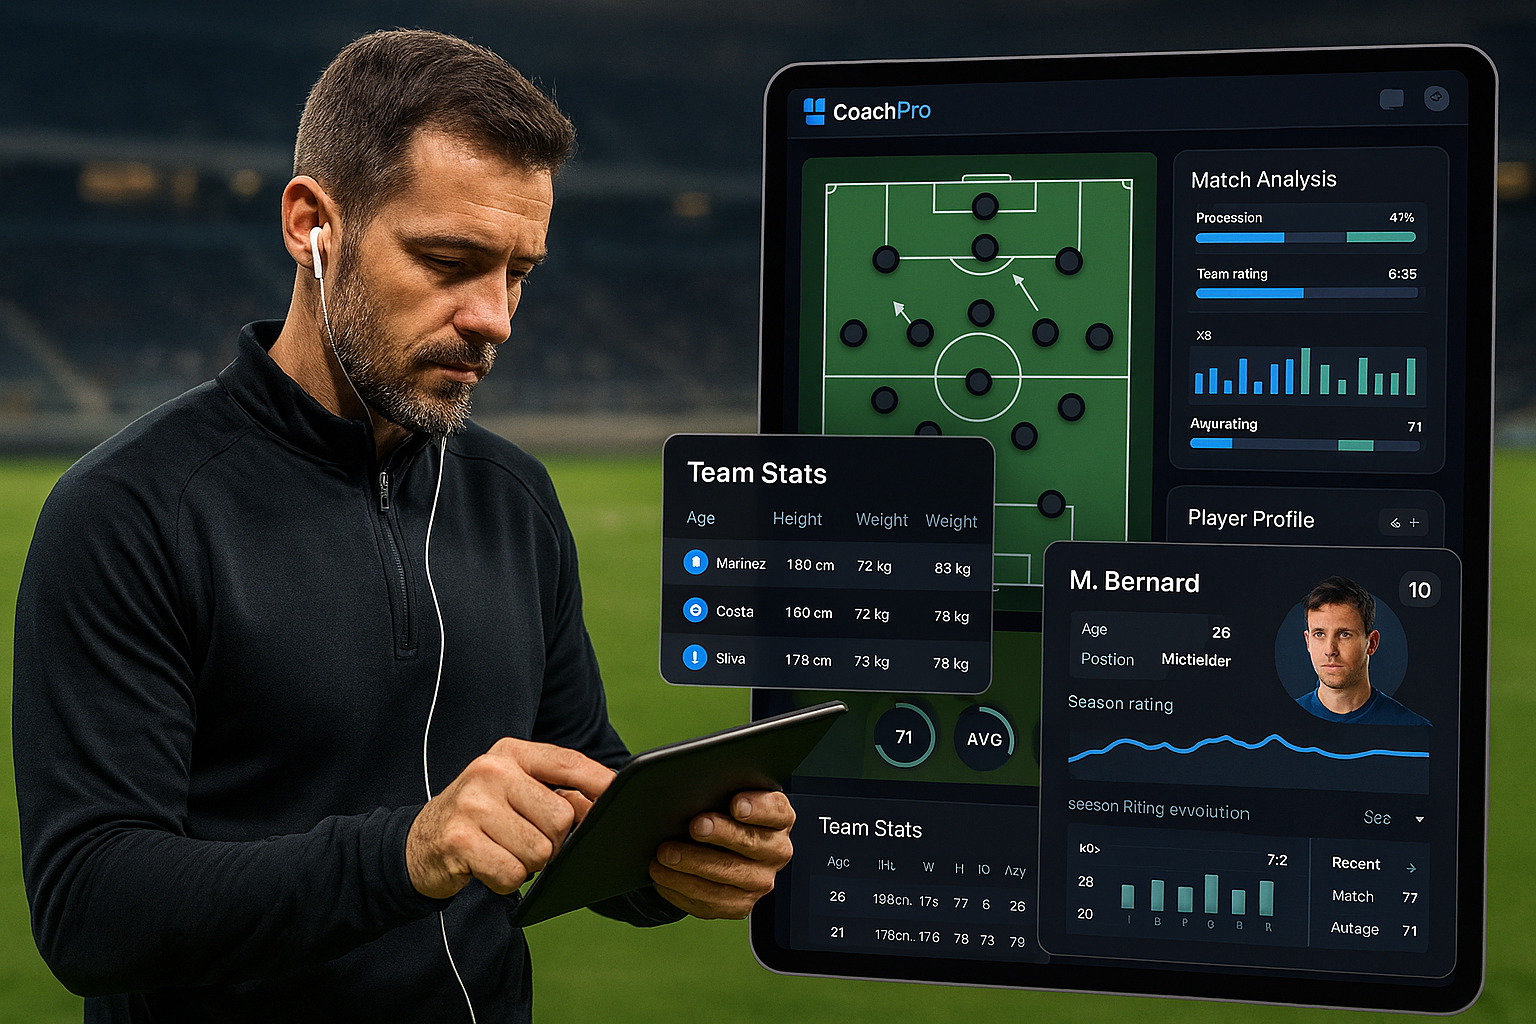 CoachPro
Match Analysis
Procession 47%
Team rating 6:35
X8
Awurating 71
Player Profile
Team Stats
Age Height Weight Weight
Marinez 180 cm 72 kg 83 kg
Costa 160 cm 72 kg 78 kg
Sliva 178 cm 73 kg 78 kg
M. Bernard 10
Age 26
Postion Mictielder
Season rating
seeson Riting evvoiution See
kO>
7:2
28
20
I B P G B R
Recent
Match 77
Autage 71
71 AVG
Team Stats
Agc W H IO Azy
26 198cn. 17s 77 6 26
21 178cn.. 176 78 73 79